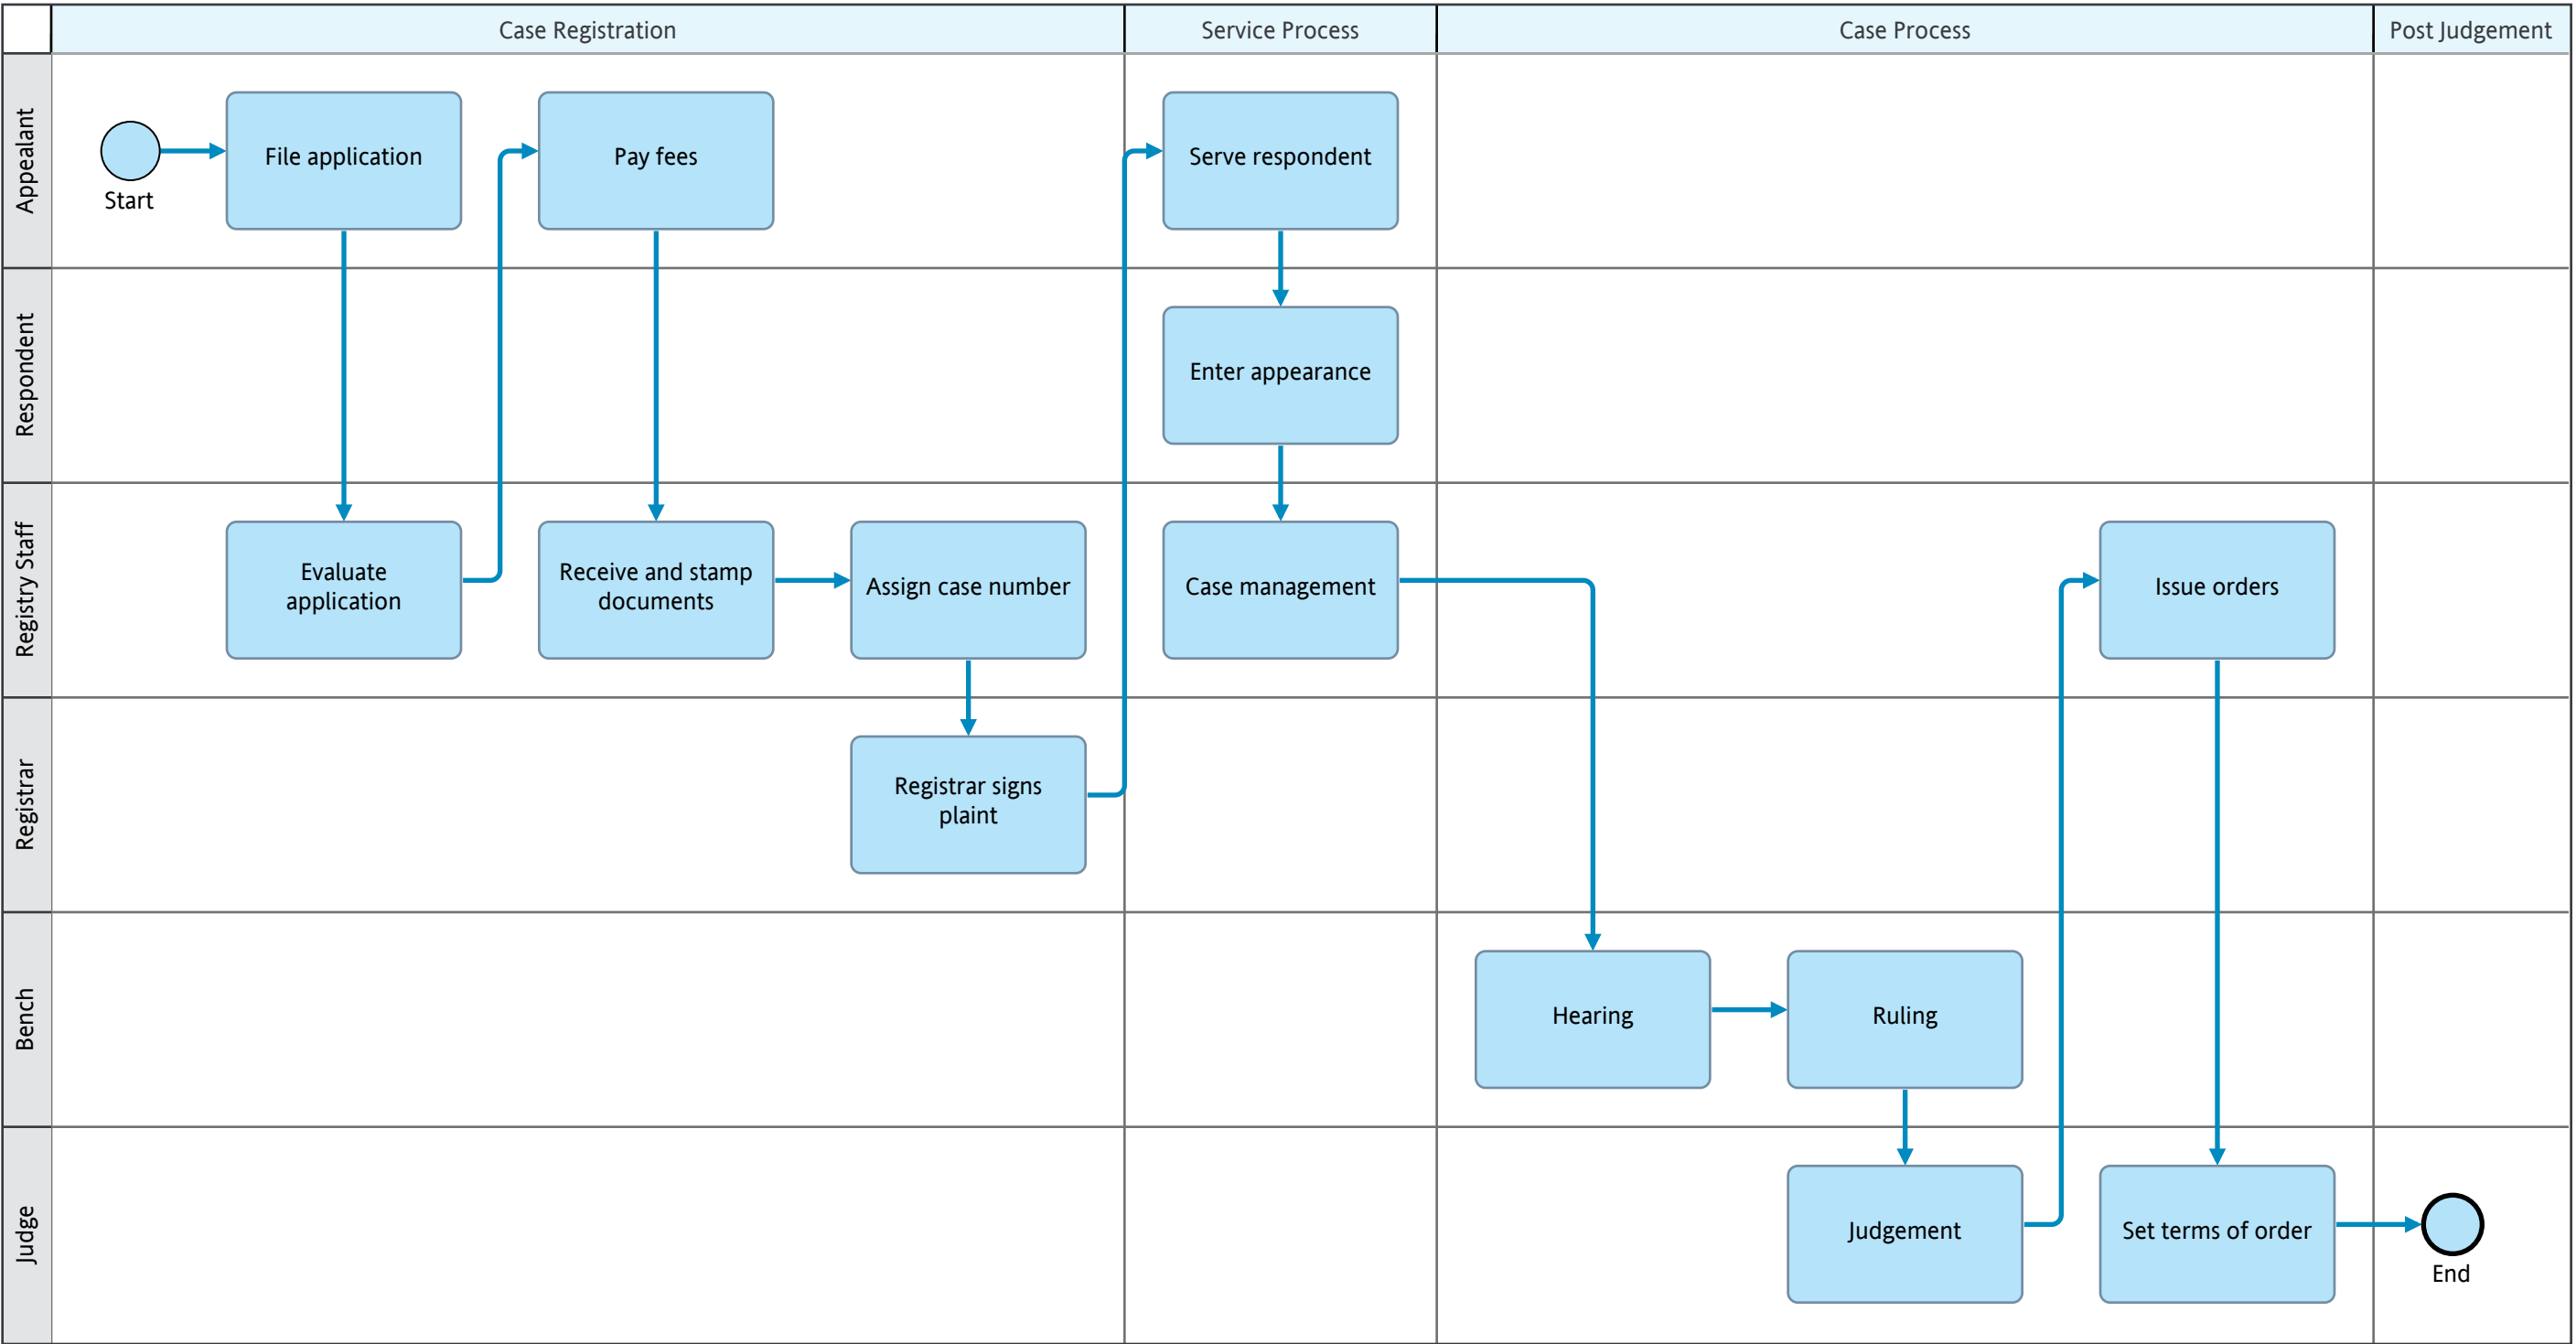 Case Registration
Service Process
Case Process
Post Judgement
Appealant
Start
File application
Pay fees
Serve respondent
Respondent
Enter appearance
Registry Staff
Evaluate
application
Receive and stamp
documents
Assign case number
Case management
Issue orders
Registrar
Registrar signs
plaint
Bench
Hearing
Ruling
Judge
Judgement
Set terms of order
End